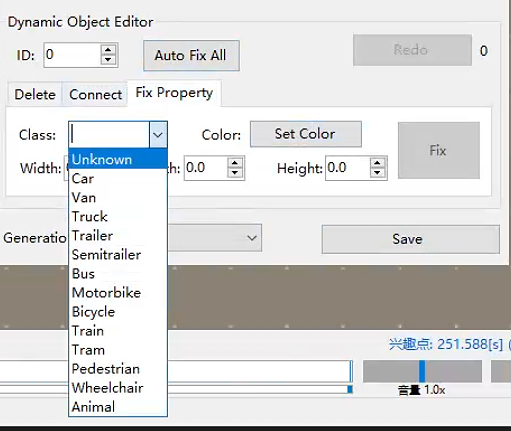 Dynamic Object Editor
ID: 0 Auto Fix All Redo 0
Delete Connect Fix Property
Class: Color: Set Color Fix
Unknown
Width: th: 0.0 Height: 0.0
Car
Van
Truck
Trailer
Semitrailer
Generatio Save
Bus
Motorbike
Bicycle
Train
Tram
兴趣点: 251.588[s] (
Pedestrian
Wheelchair
音量 1.0x
Animal